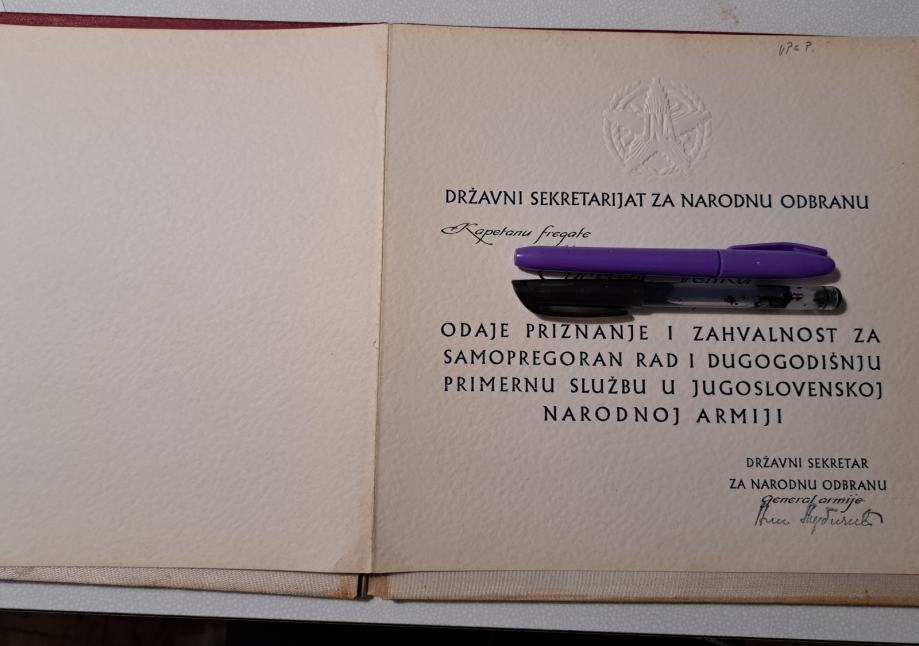 JNA
DRŽAVNI SEKRETARIJAT ZA NARODNU ODBRANU
Kapetanu fregate
ODAJE PRIZNANJE I ZAHVALNOST ZA
SAMOPREGORAN RAD I DUGOGODIŠNJU
PRIMERNU SLUŽBU U JUGOSLOVENSKOJ
NARODNOJ ARMIJI
DRŽAVNI SEKRETAR
ZA NARODNU ODBRANU
general armije